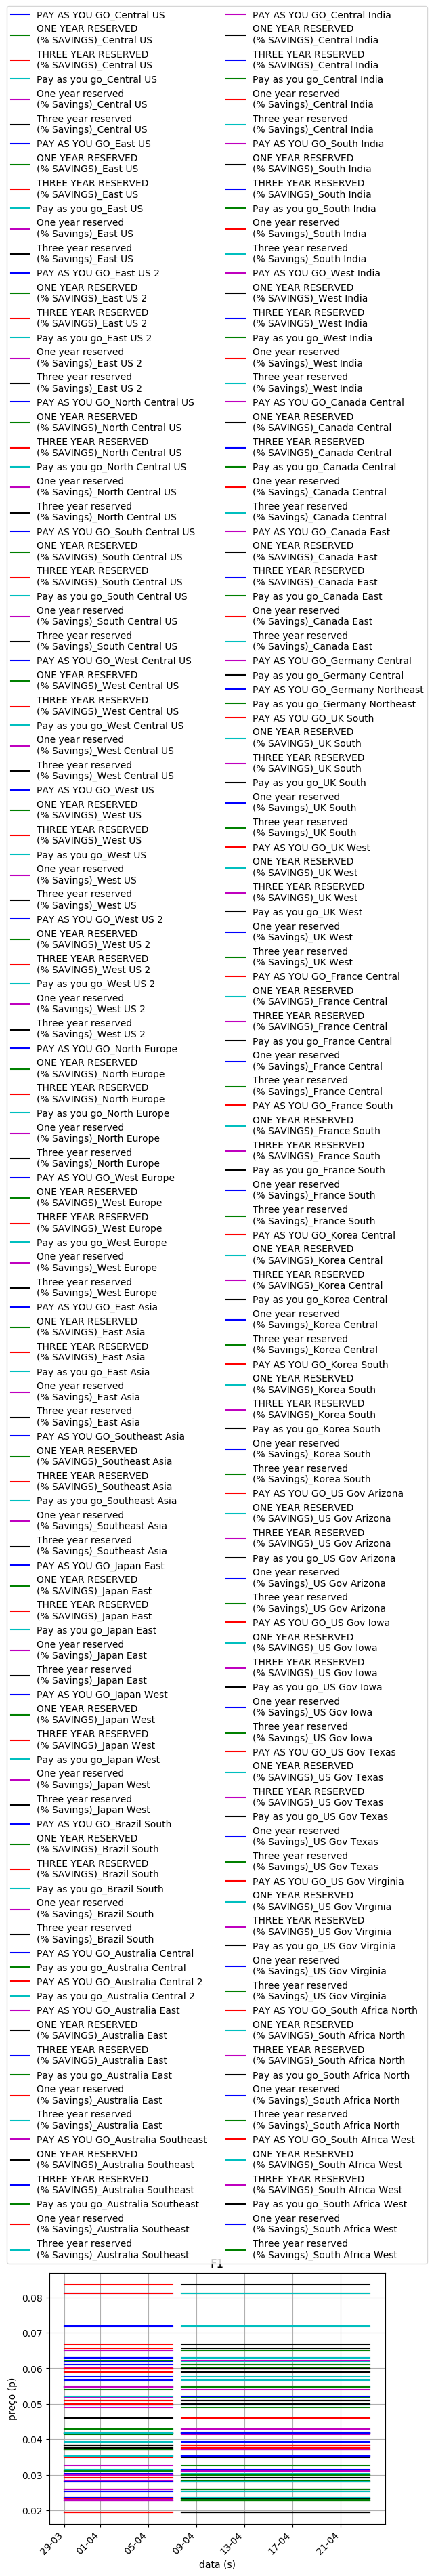 PAY AS YOU GO_Central US
ONE YEAR RESERVED
(% SAVINGS)_Central US
THREE YEAR RESERVED
(% SAVINGS)_Central US
Pay as you go_Central US
One year reserved
(% Savings)_Central US
Three year reserved
(% Savings)_Central US
PAY AS YOU GO_East US
ONE YEAR RESERVED
(% SAVINGS)_East US
THREE YEAR RESERVED
(% SAVINGS)_East US
Pay as you go_East US
One year reserved
(% Savings)_East US
Three year reserved
(% Savings)_East US
PAY AS YOU GO_East US 2
ONE YEAR RESERVED
(% SAVINGS)_East US 2
THREE YEAR RESERVED
(% SAVINGS)_East US 2
Pay as you go_East US 2
One year reserved
(% Savings)_East US 2
Three year reserved
(% Savings)_East US 2
PAY AS YOU GO_North Central US
ONE YEAR RESERVED
(% SAVINGS)_North Central US
THREE YEAR RESERVED
(% SAVINGS)_North Central US
Pay as you go_North Central US
One year reserved
(% Savings)_North Central US
Three year reserved
(% Savings)_North Central US
PAY AS YOU GO_South Central US
ONE YEAR RESERVED
(% SAVINGS)_South Central US
THREE YEAR RESERVED
(% SAVINGS)_South Central US
Pay as you go_South Central US
One year reserved
(% Savings)_South Central US
Three year reserved
(% Savings)_South Central US
PAY AS YOU GO_West Central US
ONE YEAR RESERVED
(% SAVINGS)_West Central US
THREE YEAR RESERVED
(% SAVINGS)_West Central US
Pay as you go_West Central US
One year reserved
(% Savings)_West Central US
Three year reserved
(% Savings)_West Central US
PAY AS YOU GO_West US
ONE YEAR RESERVED
(% SAVINGS)_West US
THREE YEAR RESERVED
(% SAVINGS)_West US
Pay as you go_West US
One year reserved
(% Savings)_West US
Three year reserved
(% Savings)_West US
PAY AS YOU GO_West US 2
ONE YEAR RESERVED
(% SAVINGS)_West US 2
THREE YEAR RESERVED
(% SAVINGS)_West US 2
Pay as you go_West US 2
One year reserved
(% Savings)_West US 2
Three year reserved
(% Savings)_West US 2
PAY AS YOU GO_North Europe
ONE YEAR RESERVED
(% SAVINGS)_North Europe
THREE YEAR RESERVED
(% SAVINGS)_North Europe
Pay as you go_North Europe
One year reserved
(% Savings)_North Europe
Three year reserved
(% Savings)_North Europe
PAY AS YOU GO_West Europe
ONE YEAR RESERVED
(% SAVINGS)_West Europe
THREE YEAR RESERVED
(% SAVINGS)_West Europe
Pay as you go_West Europe
One year reserved
(% Savings)_West Europe
Three year reserved
(% Savings)_West Europe
PAY AS YOU GO_East Asia
ONE YEAR RESERVED
(% SAVINGS)_East Asia
THREE YEAR RESERVED
(% SAVINGS)_East Asia
Pay as you go_East Asia
One year reserved
(% Savings)_East Asia
Three year reserved
(% Savings)_East Asia
PAY AS YOU GO_Southeast Asia
ONE YEAR RESERVED
(% SAVINGS)_Southeast Asia
THREE YEAR RESERVED
(% SAVINGS)_Southeast Asia
Pay as you go_Southeast Asia
One year reserved
(% Savings)_Southeast Asia
Three year reserved
(% Savings)_Southeast Asia
PAY AS YOU GO_Japan East
ONE YEAR RESERVED
(% SAVINGS)_Japan East
THREE YEAR RESERVED
(% SAVINGS)_Japan East
Pay as you go_Japan East
One year reserved
(% Savings)_Japan East
Three year reserved
(% Savings)_Japan East
PAY AS YOU GO_Japan West
ONE YEAR RESERVED
(% SAVINGS)_Japan West
THREE YEAR RESERVED
(% SAVINGS)_Japan West
Pay as you go_Japan West
One year reserved
(% Savings)_Japan West
Three year reserved
(% Savings)_Japan West
PAY AS YOU GO_Brazil South
ONE YEAR RESERVED
(% SAVINGS)_Brazil South
THREE YEAR RESERVED
(% SAVINGS)_Brazil South
Pay as you go_Brazil South
One year reserved
(% Savings)_Brazil South
Three year reserved
(% Savings)_Brazil South
PAY AS YOU GO_Australia Central
Pay as you go_Australia Central
PAY AS YOU GO_Australia Central 2
Pay as you go_Australia Central 2
PAY AS YOU GO_Australia East
ONE YEAR RESERVED
(% SAVINGS)_Australia East
THREE YEAR RESERVED
(% SAVINGS)_Australia East
Pay as you go_Australia East
One year reserved
(% Savings)_Australia East
Three year reserved
(% Savings)_Australia East
PAY AS YOU GO_Australia Southeast
ONE YEAR RESERVED
(% SAVINGS)_Australia Southeast
THREE YEAR RESERVED
(% SAVINGS)_Australia Southeast
Pay as you go_Australia Southeast
One year reserved
(% Savings)_Australia Southeast
Three year reserved
(% Savings)_Australia Southeast
PAY AS YOU GO_Central India
ONE YEAR RESERVED
(% SAVINGS)_Central India
THREE YEAR RESERVED
(% SAVINGS)_Central India
Pay as you go_Central India
One year reserved
(% Savings)_Central India
Three year reserved
(% Savings)_Central India
PAY AS YOU GO_South India
ONE YEAR RESERVED
(% SAVINGS)_South India
THREE YEAR RESERVED
(% SAVINGS)_South India
Pay as you go_South India
One year reserved
(% Savings)_South India
Three year reserved
(% Savings)_South India
PAY AS YOU GO_West India
ONE YEAR RESERVED
(% SAVINGS)_West India
THREE YEAR RESERVED
(% SAVINGS)_West India
Pay as you go_West India
One year reserved
(% Savings)_West India
Three year reserved
(% Savings)_West India
PAY AS YOU GO_Canada Central
ONE YEAR RESERVED
(% SAVINGS)_Canada Central
THREE YEAR RESERVED
(% SAVINGS)_Canada Central
Pay as you go_Canada Central
One year reserved
(% Savings)_Canada Central
Three year reserved
(% Savings)_Canada Central
PAY AS YOU GO_Canada East
ONE YEAR RESERVED
(% SAVINGS)_Canada East
THREE YEAR RESERVED
(% SAVINGS)_Canada East
Pay as you go_Canada East
One year reserved
(% Savings)_Canada East
Three year reserved
(% Savings)_Canada East
PAY AS YOU GO_Germany Central
Pay as you go_Germany Central
PAY AS YOU GO_Germany Northeast
Pay as you go_Germany Northeast
PAY AS YOU GO_UK South
ONE YEAR RESERVED
(% SAVINGS)_UK South
THREE YEAR RESERVED
(% SAVINGS)_UK South
Pay as you go_UK South
One year reserved
(% Savings)_UK South
Three year reserved
(% Savings)_UK South
PAY AS YOU GO_UK West
ONE YEAR RESERVED
(% SAVINGS)_UK West
THREE YEAR RESERVED
(% SAVINGS)_UK West
Pay as you go_UK West
One year reserved
(% Savings)_UK West
Three year reserved
(% Savings)_UK West
PAY AS YOU GO_France Central
ONE YEAR RESERVED
(% SAVINGS)_France Central
THREE YEAR RESERVED
(% SAVINGS)_France Central
Pay as you go_France Central
One year reserved
(% Savings)_France Central
Three year reserved
(% Savings)_France Central
PAY AS YOU GO_France South
ONE YEAR RESERVED
(% SAVINGS)_France South
THREE YEAR RESERVED
(% SAVINGS)_France South
Pay as you go_France South
One year reserved
(% Savings)_France South
Three year reserved
(% Savings)_France South
PAY AS YOU GO_Korea Central
ONE YEAR RESERVED
(% SAVINGS)_Korea Central
THREE YEAR RESERVED
(% SAVINGS)_Korea Central
Pay as you go_Korea Central
One year reserved
(% Savings)_Korea Central
Three year reserved
(% Savings)_Korea Central
PAY AS YOU GO_Korea South
ONE YEAR RESERVED
(% SAVINGS)_Korea South
THREE YEAR RESERVED
(% SAVINGS)_Korea South
Pay as you go_Korea South
One year reserved
(% Savings)_Korea South
Three year reserved
(% Savings)_Korea South
PAY AS YOU GO_US Gov Arizona
ONE YEAR RESERVED
(% SAVINGS)_US Gov Arizona
THREE YEAR RESERVED
(% SAVINGS)_US Gov Arizona
Pay as you go_US Gov Arizona
One year reserved
(% Savings)_US Gov Arizona
Three year reserved
(% Savings)_US Gov Arizona
PAY AS YOU GO_US Gov Iowa
ONE YEAR RESERVED
(% SAVINGS)_US Gov Iowa
THREE YEAR RESERVED
(% SAVINGS)_US Gov Iowa
Pay as you go_US Gov Iowa
One year reserved
(% Savings)_US Gov Iowa
Three year reserved
(% Savings)_US Gov Iowa
PAY AS YOU GO_US Gov Texas
ONE YEAR RESERVED
(% SAVINGS)_US Gov Texas
THREE YEAR RESERVED
(% SAVINGS)_US Gov Texas
Pay as you go_US Gov Texas
One year reserved
(% Savings)_US Gov Texas
Three year reserved
(% Savings)_US Gov Texas
PAY AS YOU GO_US Gov Virginia
ONE YEAR RESERVED
(% SAVINGS)_US Gov Virginia
THREE YEAR RESERVED
(% SAVINGS)_US Gov Virginia
Pay as you go_US Gov Virginia
One year reserved
(% Savings)_US Gov Virginia
Three year reserved
(% Savings)_US Gov Virginia
PAY AS YOU GO_South Africa North
ONE YEAR RESERVED
(% SAVINGS)_South Africa North
THREE YEAR RESERVED
(% SAVINGS)_South Africa North
Pay as you go_South Africa North
One year reserved
(% Savings)_South Africa North
Three year reserved
(% Savings)_South Africa North
PAY AS YOU GO_South Africa West
ONE YEAR RESERVED
(% SAVINGS)_South Africa West
THREE YEAR RESERVED
(% SAVINGS)_South Africa West
Pay as you go_South Africa West
One year reserved
(% Savings)_South Africa West
Three year reserved
(% Savings)_South Africa West
F1
0.08
0.07
0.06
0.05
0.04
0.03
0.02
preço (p)
29-03
01-04
05-04
09-04
13-04
17-04
21-04
data (s)